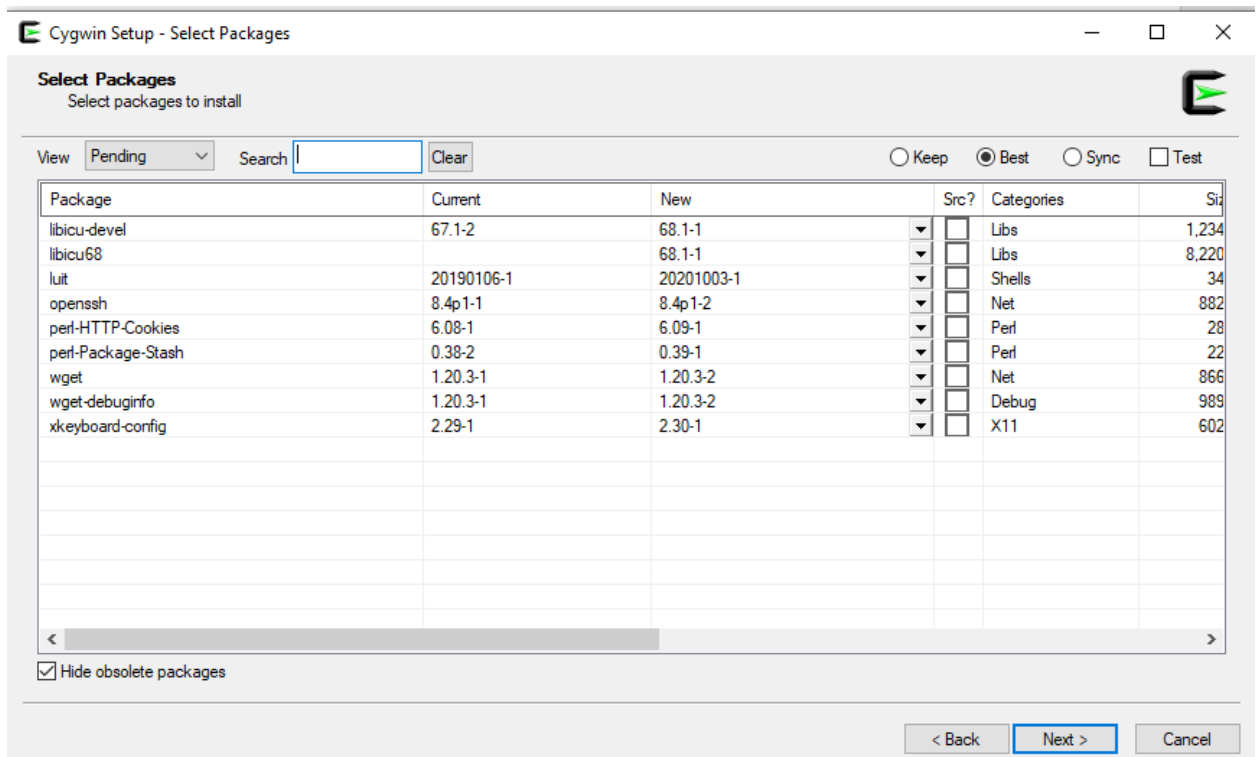 Cygwin Setup - Select Packages
Select Packages
Select packages to install
View Pending Search Clear Keep Best Sync Test
Package Current New Src? Categories Siz
libicu-devel 67.1-2 68.1-1 Libs 1,234
libicu68 68.1-1 Libs 8,220
luit 20190106-1 20201003-1 Shells 34
openssh 8.4p1-1 8.4p1-2 Net 882
perl-HTTP-Cookies 6.08-1 6.09-1 Perl 28
perl-Package-Stash 0.38-2 0.39-1 Perl 22
wget 1.20.3-1 1.20.3-2 Net 866
wget-debuginfo 1.20.3-1 1.20.3-2 Debug 989
xkeyboard-config 2.29-1 2.30-1 X11 602
Hide obsolete packages
< Back Next > Cancel